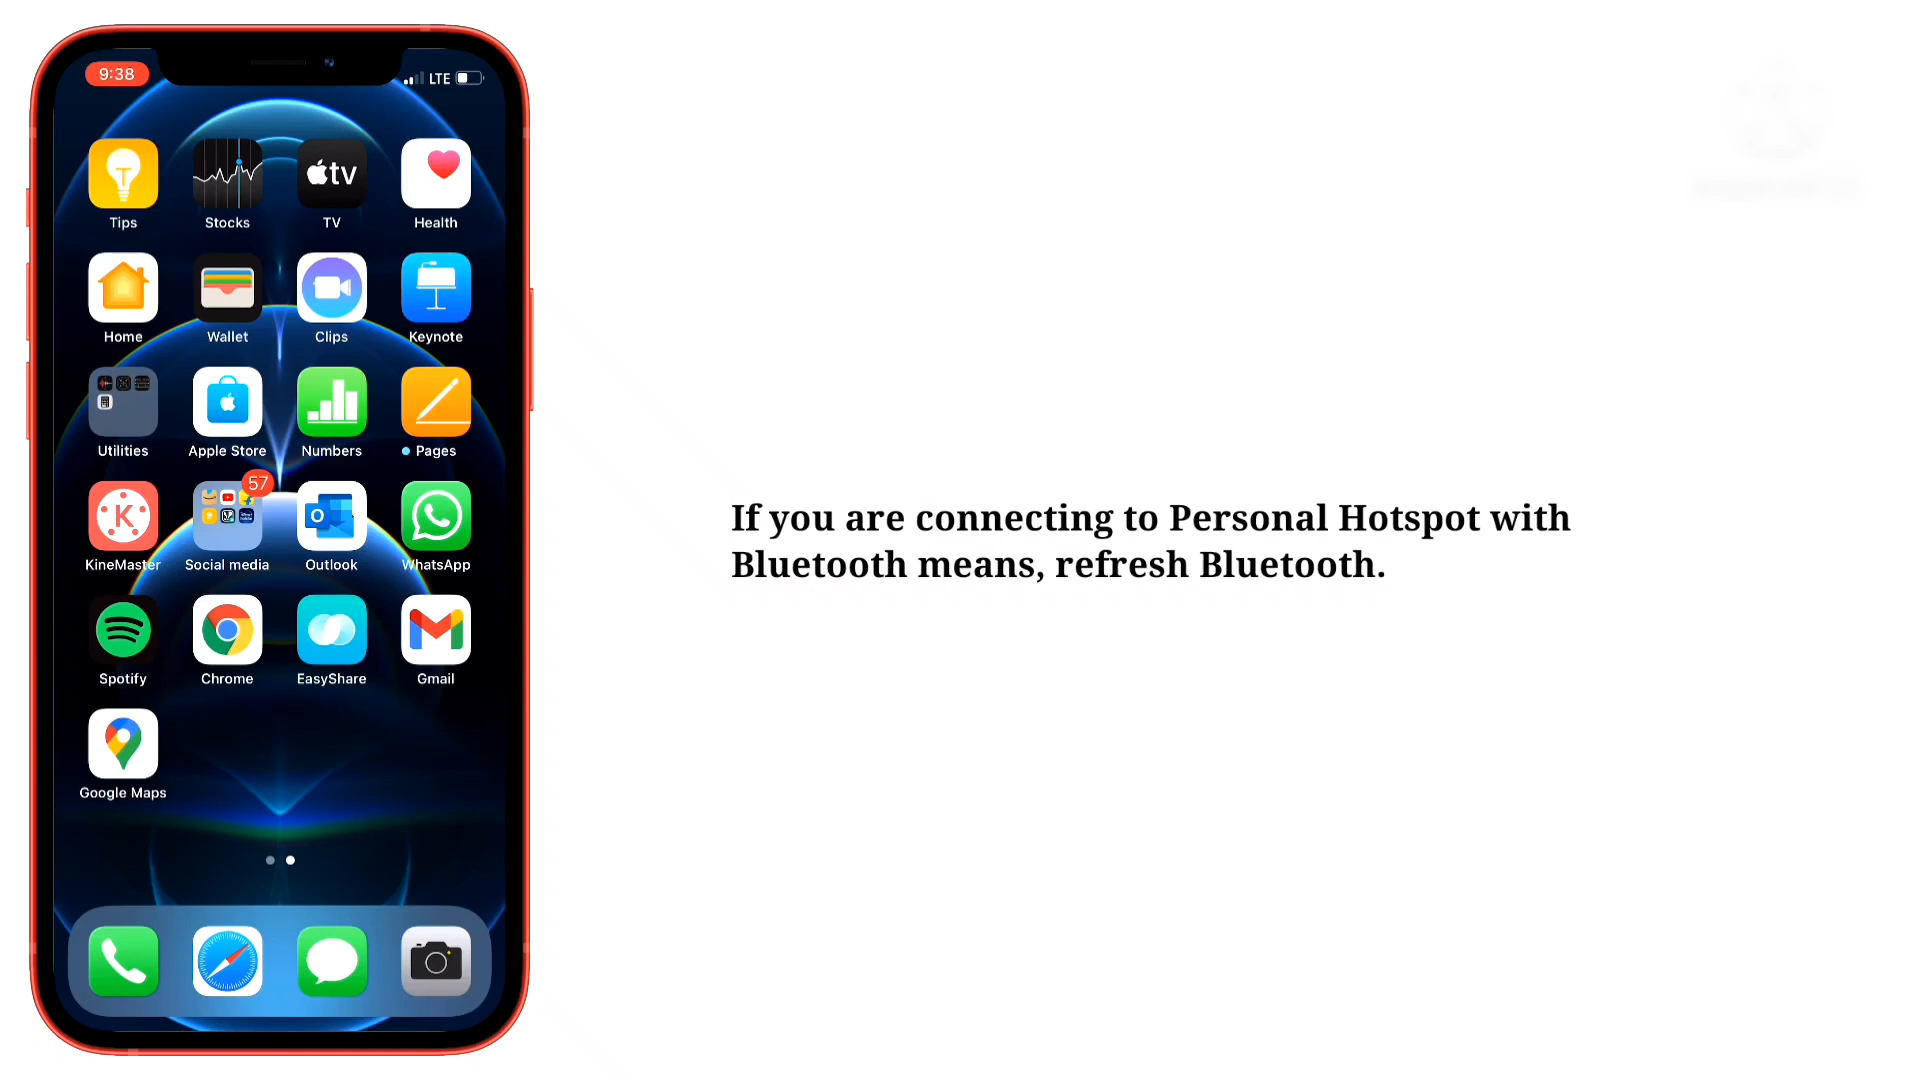 9:38
LTE
tv
Tips
Stocks
TV
Health
Home
Wallet
Clips
Keynote
Utilities
Apple Store
Numbers
Pages
57
K
O
KineMaster
Social media
Outlook
WhatsApp
Spotify
Chrome
EasyShare
Gmail
Google Maps
If you are connecting to Personal Hotspot with
Bluetooth means, refresh Bluetooth.